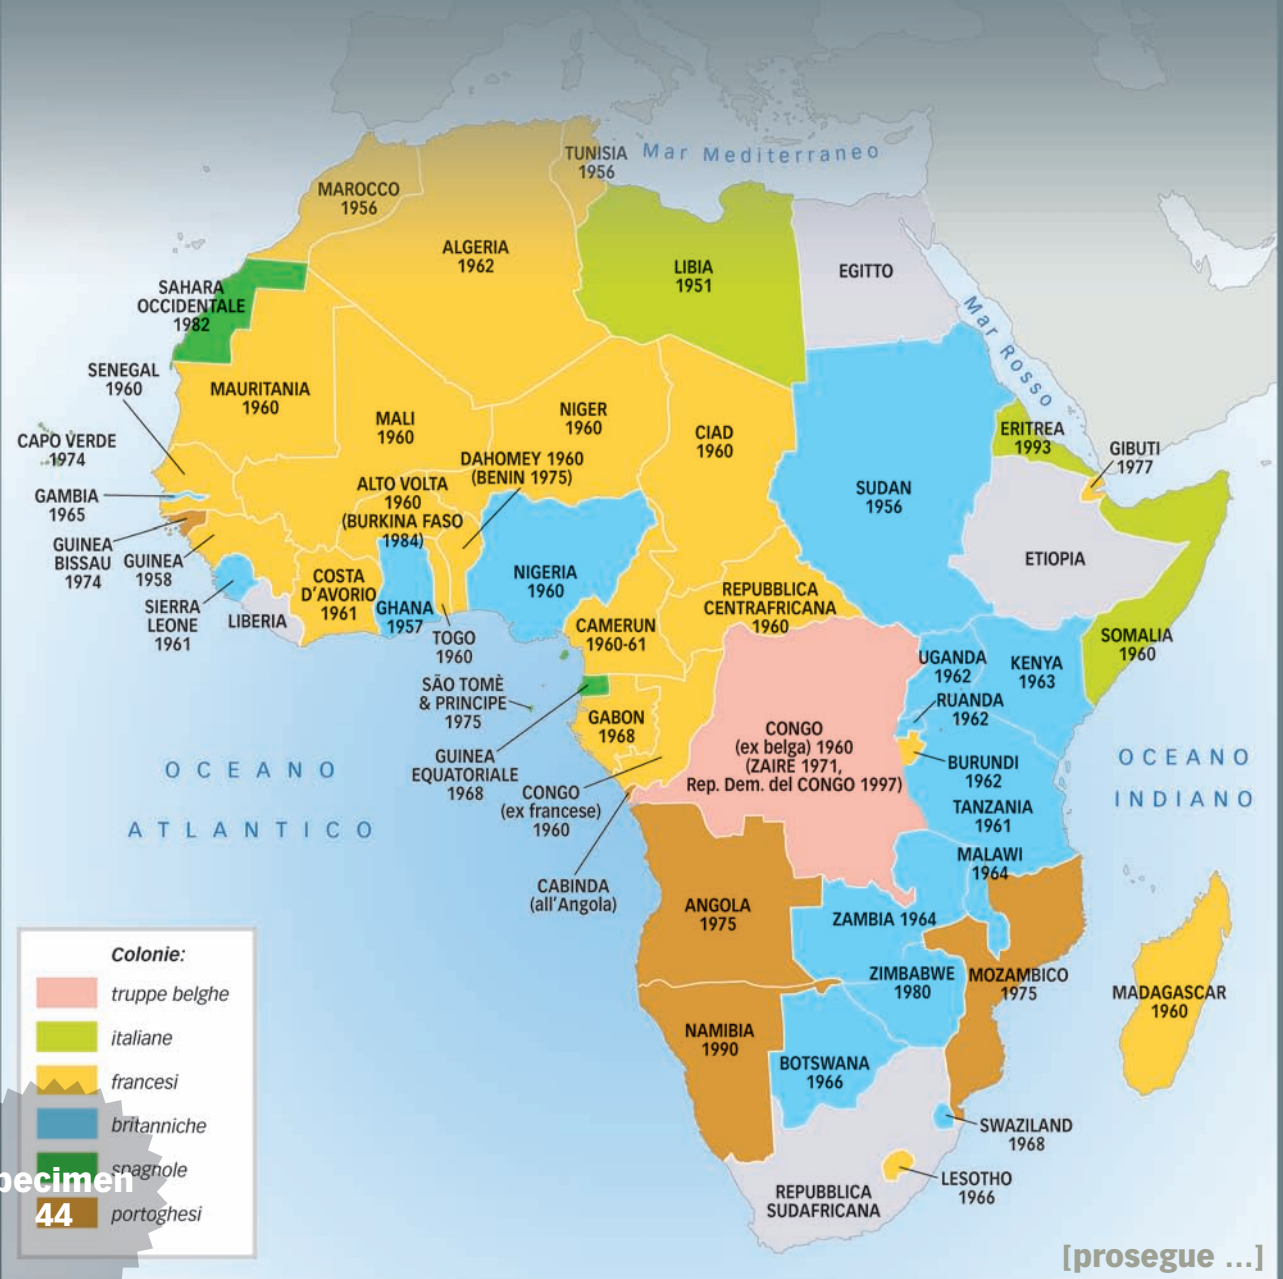 TUNISIA
1956
Mar Mediterraneo
MAROCCO
1956
ALGERIA
1962
LIBIA
1951
EGITTO
SAHARA
OCCIDENTALE
1982
Mar Rosso
SENEGAL
1960
MAURITANIA
1960
MALI
1960
NIGER
1960
CIAD
1960
ERITREA
1993
GIBUTI
1977
CAPO VERDE
1974
DAHOMEY 1960
(BENIN 1975)
GAMBIA
1965
ALTO VOLTA
1960
(BURKINA FASO
1984)
SUDAN
1956
GUINEA
BISSAU
1974
GUINEA
1958
ETIOPIA
SIERRA
LEONE
1961
LIBERIA
COSTA
D'AVORIO
1961
GHANA
1957
TOGO
1960
NIGERIA
1960
CAMERUN
1960-61
REPUBBLICA
CENTRAFRICANA
1960
SOMALIA
1960
UGANDA
1962
KENYA
1963
RUANDA
1962
SÃO TOMÈ
& PRINCIPE
1975
GABON
1968
GUINEA
EQUATORIALE
1968
CONGO
(ex belga) 1960
(ZAIRE 1971,
Rep. Dem. del CONGO 1997)
BURUNDI
1962
OCEANO
ATLANTICO
OCEANO
INDIANO
CONGO
(ex francese)
1960
TANZANIA
1961
CABINDA
(all'Angola)
MALAWI
1964
ANGOLA
1975
ZAMBIA 1964
ZIMBABWE
1980
MOZAMBICO
1975
MADAGASCAR
1960
NAMIBIA
1990
BOTSWANA
1966
SWAZILAND
1968
LESOTHO
1966
REPUBBLICA
SUDAFRICANA
Colonie:
truppe belghe
italiane
francesi
britanniche
spagnole
portoghesi
pecimen
44
[prosegue ...]